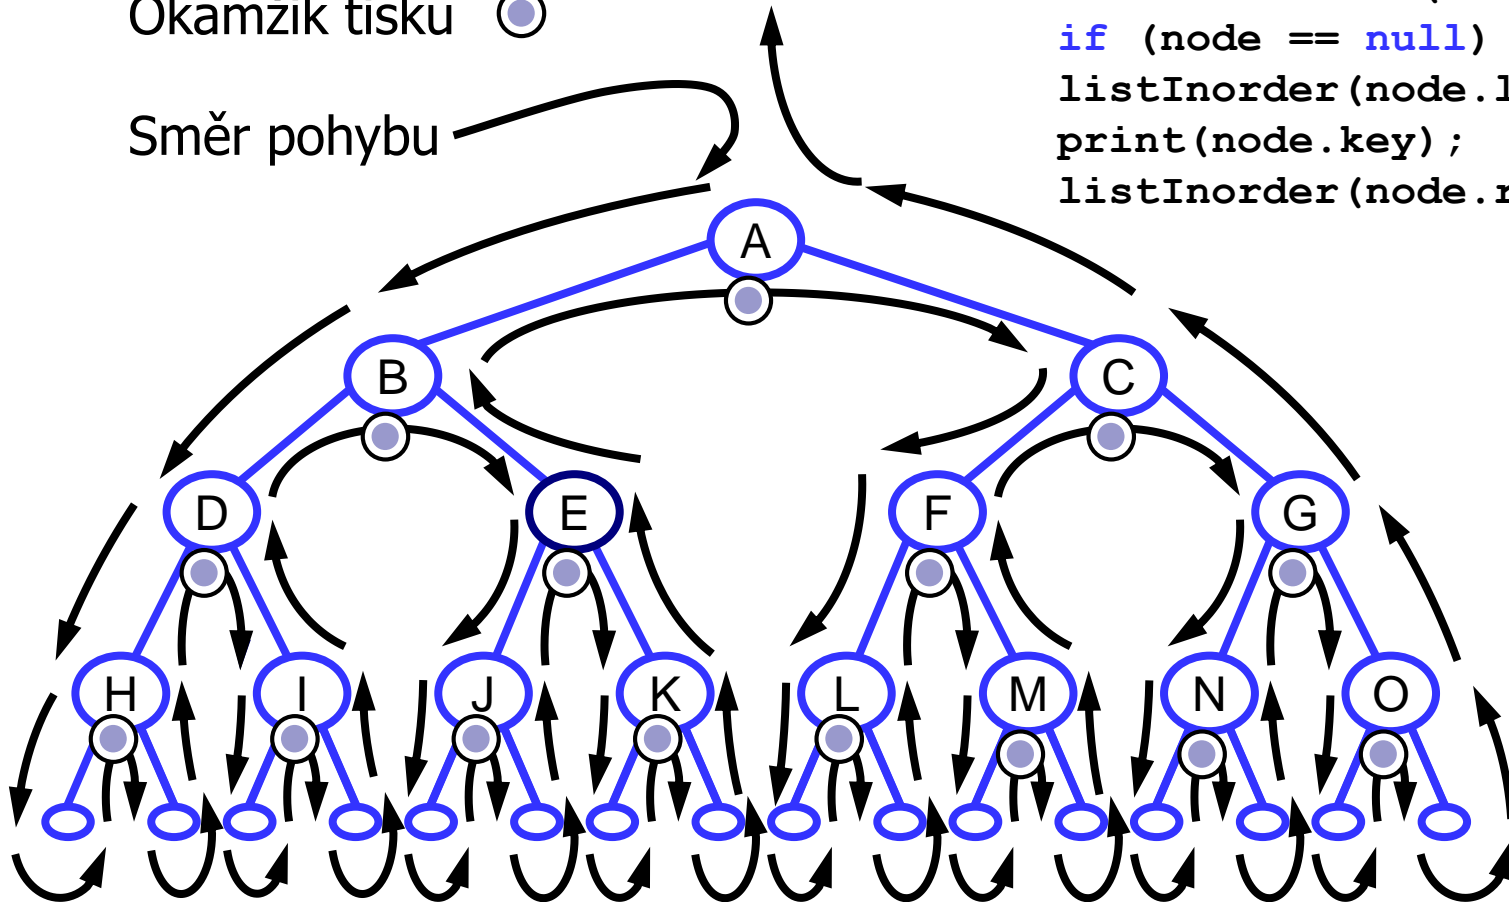 Okamžik tisku
Směr pohybu
if (node == null)
listInorder(node.l
print(node.key);
listInorder(node.r
A
B
C
D
E
F
G
H
I
J
K
L
M
N
O